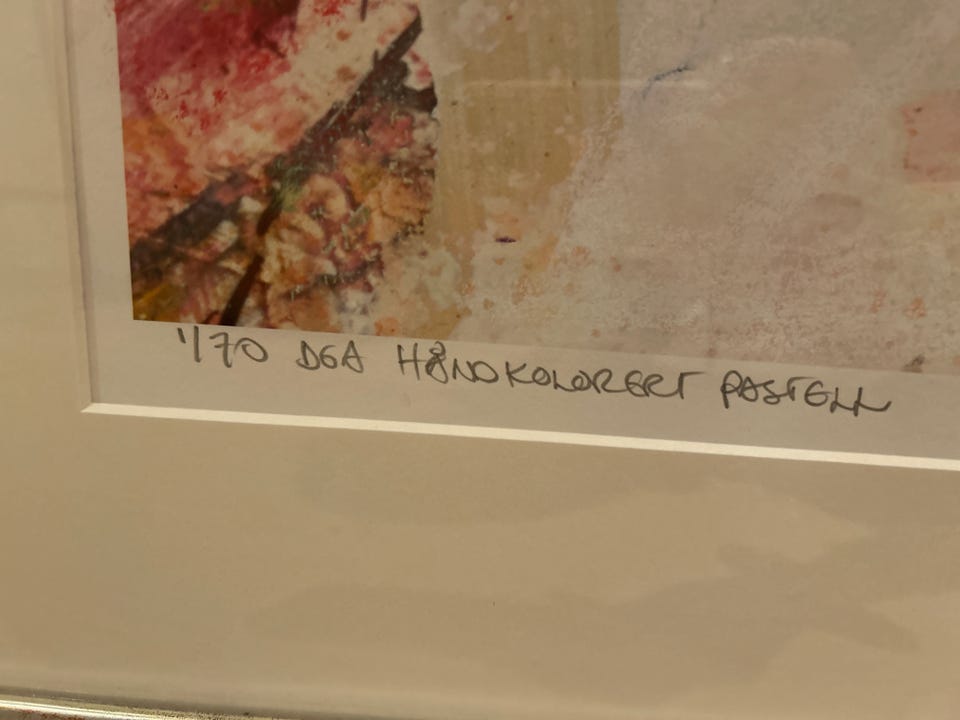 1/70 DGA HÅNDKOLORERT PASTELL